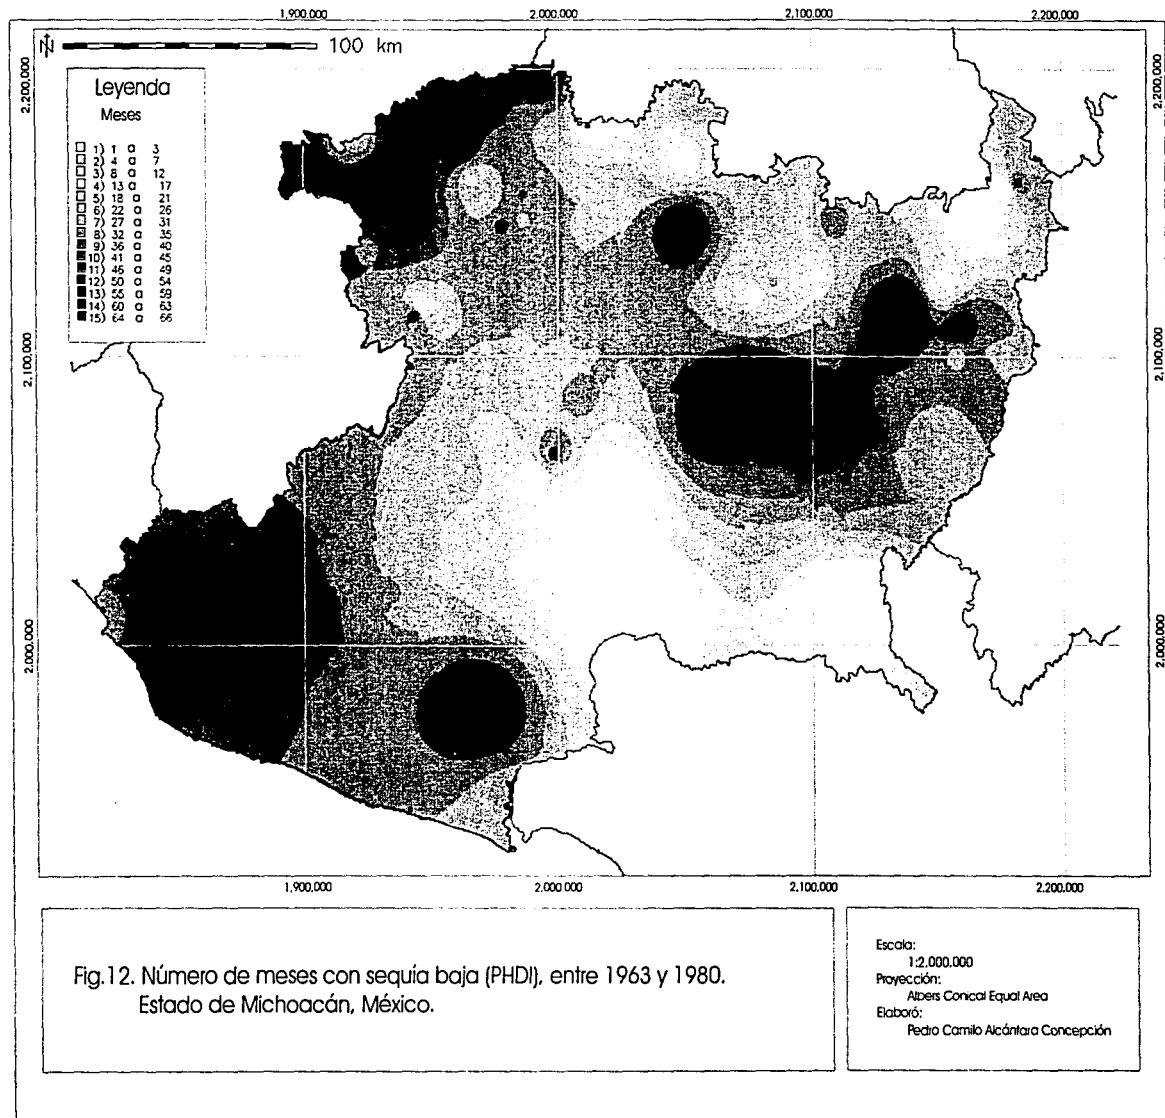 1,900,000 2,000,000 2,100,000 2,200,000
N 100 km
2,200,000 2,200,000
Leyenda
Meses
1) 1 a 3
2) 4 a 7
3) 8 a 12
4) 13 a 17
5) 18 a 21
6) 22 a 26
7) 27 a 31
8) 32 a 35
9) 36 a 40
10) 41 a 45
11) 46 a 49
12) 50 a 54
13) 55 a 59
14) 60 a 63
15) 64 a 66
2,100,000 2,100,000
2,000,000 2,000,000
1,900,000 2,000,000 2,100,000 2,200,000
Fig.12. Número de meses con sequía baja (PHDI), entre 1963 y 1980.
Estado de Michoacán, México.
Escala:
1:2,000,000
Proyección:
Albers Conical Equal Area
Elaboró:
Pedro Camilo Alcántara Concepción